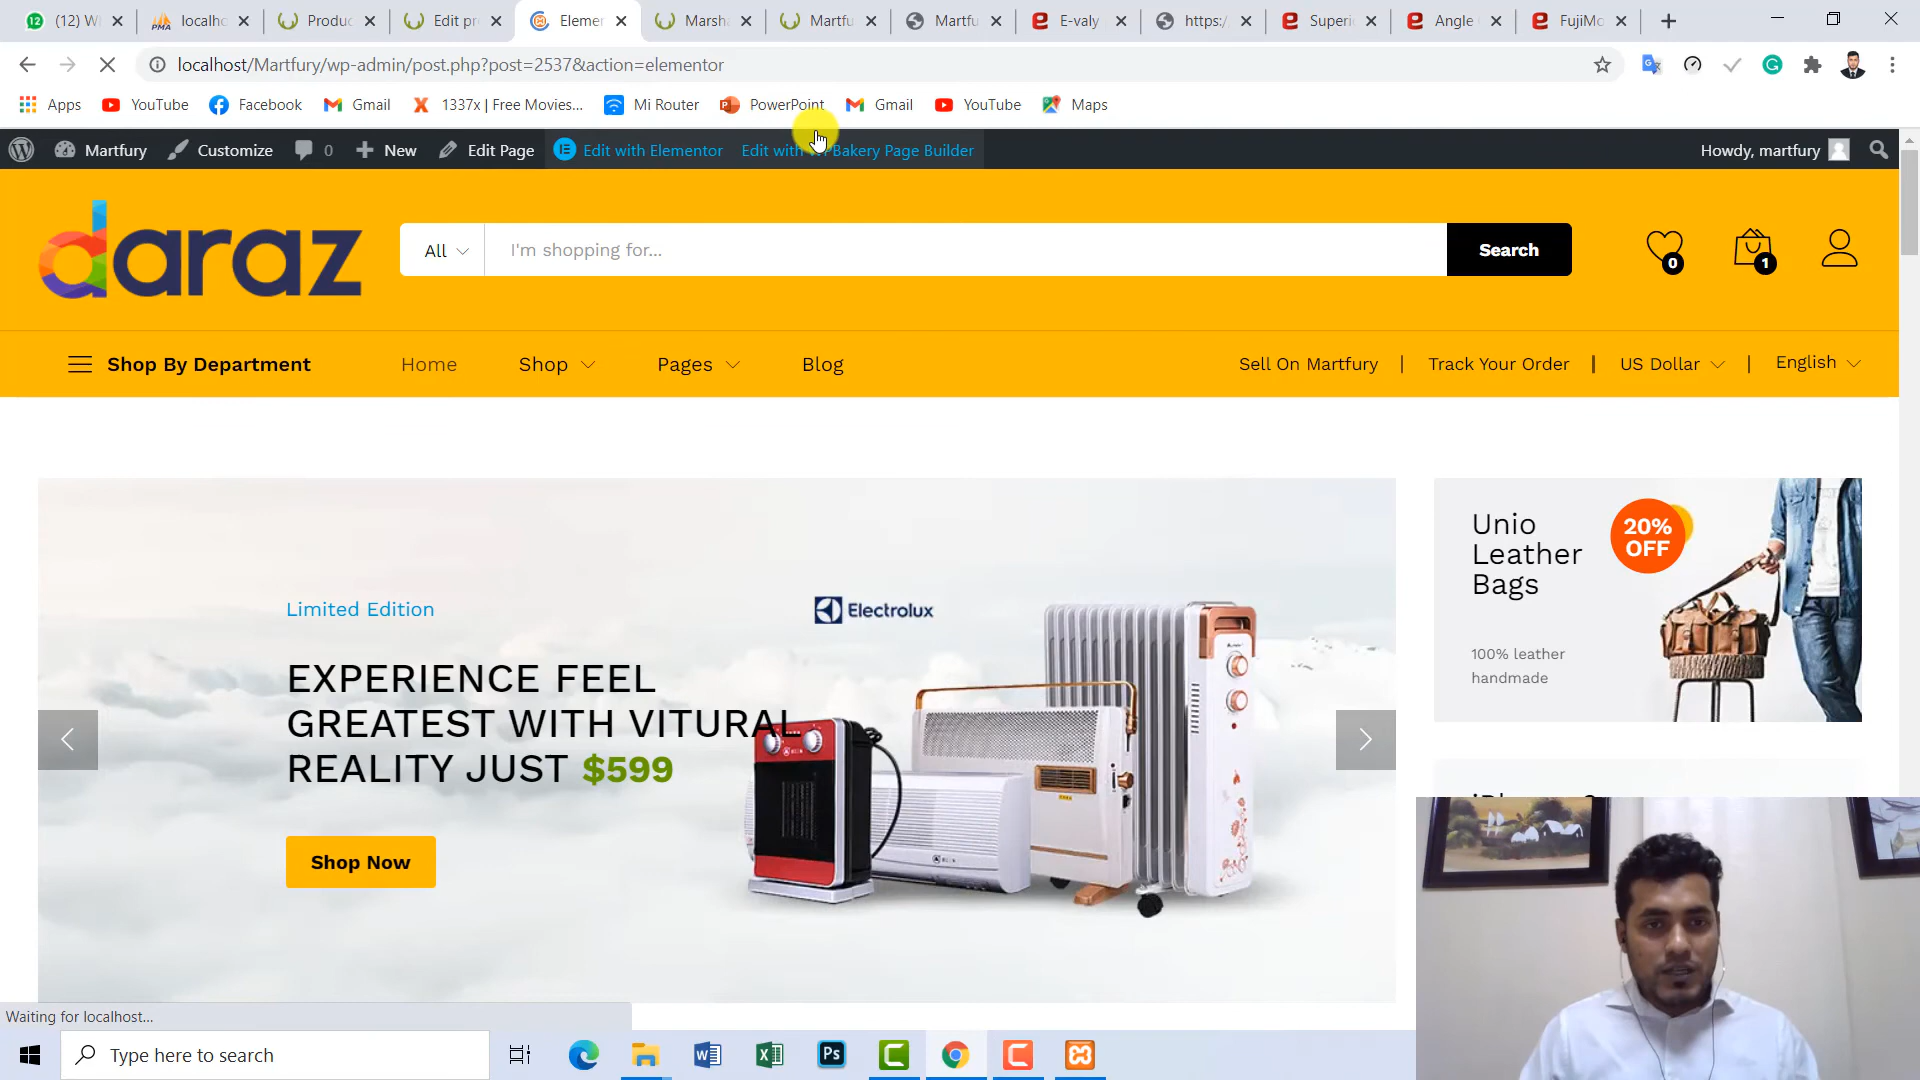 (12) W
localho
Produc
Edit pr
Elemer
Marsha
Martfu
Martfu
E-valy
https:/
Superi
Angle
FujiMo
localhost/Martfury/wp-admin/post.php?post=2537&action=elementor
Apps
YouTube
Facebook
Gmail
1337x | Free Movies...
Mi Router
PowerPoint
Gmail
YouTube
Maps
Martfury
Customize
0
New
Edit Page
Edit with Elementor
Edit with WPBakery Page Builder
Howdy, martfury
daraz
All
I'm shopping for...
Search
0
1
Shop By Department
Home
Shop
Pages
Blog
Sell On Martfury
Track Your Order
US Dollar
English
Limited Edition
Electrolux
EXPERIENCE FEEL
GREATEST WITH VITURAL
REALITY JUST $599
Shop Now
Unio
Leather
Bags
20%
OFF
100% leather
handmade
Waiting for localhost...
Type here to search